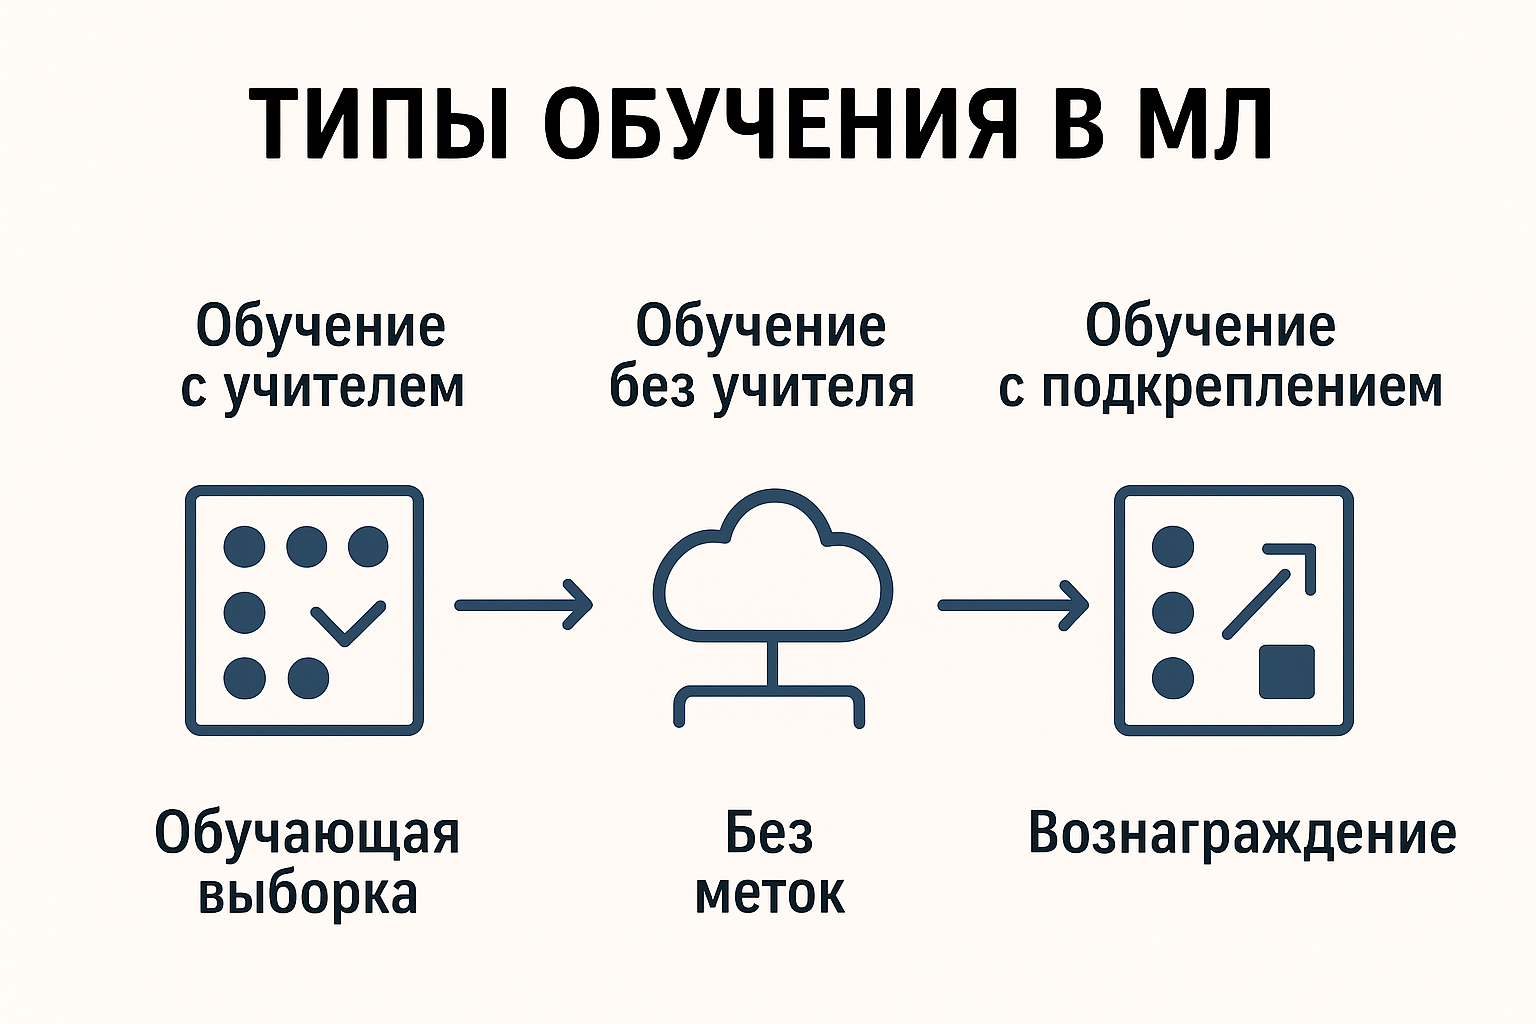 ТИПЫ ОБУЧЕНИЯ В МЛ
Обучение
с учителем
Обучение
без учителя
Обучение
с подкреплением
Обучающая
выборка
Без
меток
Вознаграждение